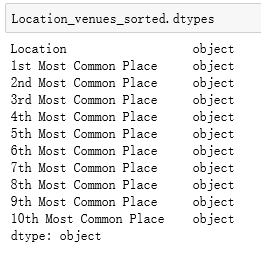 Location_venues_sorted.dtypes
Location object
1st Most Common Place object
2nd Most Common Place object
3rd Most Common Place object
4th Most Common Place object
5th Most Common Place object
6th Most Common Place object
7th Most Common Place object
8th Most Common Place object
9th Most Common Place object
10th Most Common Place object
dtype: object